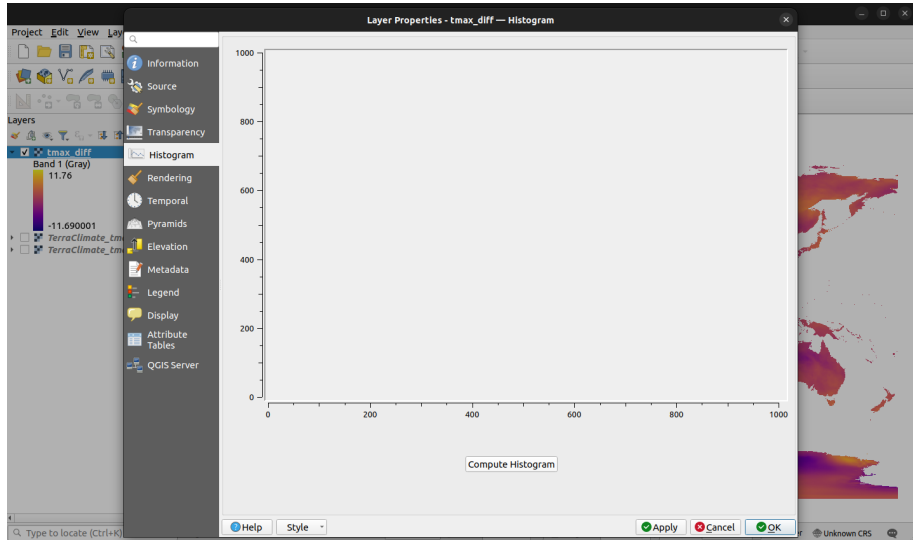 Layer Properties - tmax_diff — Histogram
Project Edit View Lay
Information
Source
Symbology
Transparency
Histogram
Rendering
Temporal
Pyramids
Elevation
Metadata
Legend
Display
Attribute
Tables
QGIS Server
Layers
tmax_diff
Band 1 (Gray)
11.76
-11.690001
TerraClimate_tm
TerraClimate_tm
1000
800
600
400
200
0
0 200 400 600 800 1000
Compute Histogram
Help Style Apply Cancel OK
Type to locate (Ctrl+K)
Unknown CRS